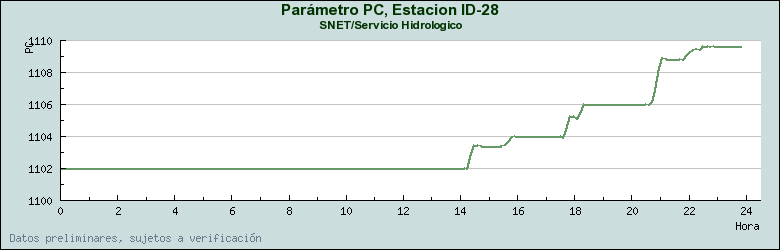 Parámetro PC, Estacion ID-28
SNET/Servicio Hidrologico
PC
1110
1108
1106
1104
1102
1100
0 2 4 6 8 10 12 14 16 18 20 22 24
Hora
Datos preliminares, sujetos a verificación